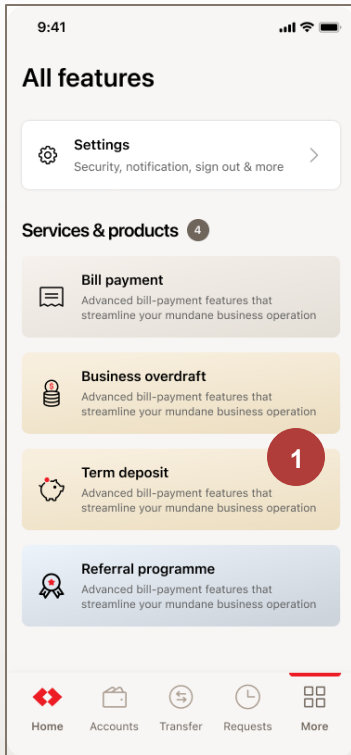 9:41
All features
Settings
Security, notification, sign out & more
Services & products 4
Bill payment
Advanced bill-payment features that
streamline your mundane business operation
Business overdraft
Advanced bill-payment features that
streamline your mundane business operation
1
Term deposit
Advanced bill-payment features that
streamline your mundane business operation
Referral programme
Advanced bill-payment features that
streamline your mundane business operation
Home Accounts Transfer Requests More